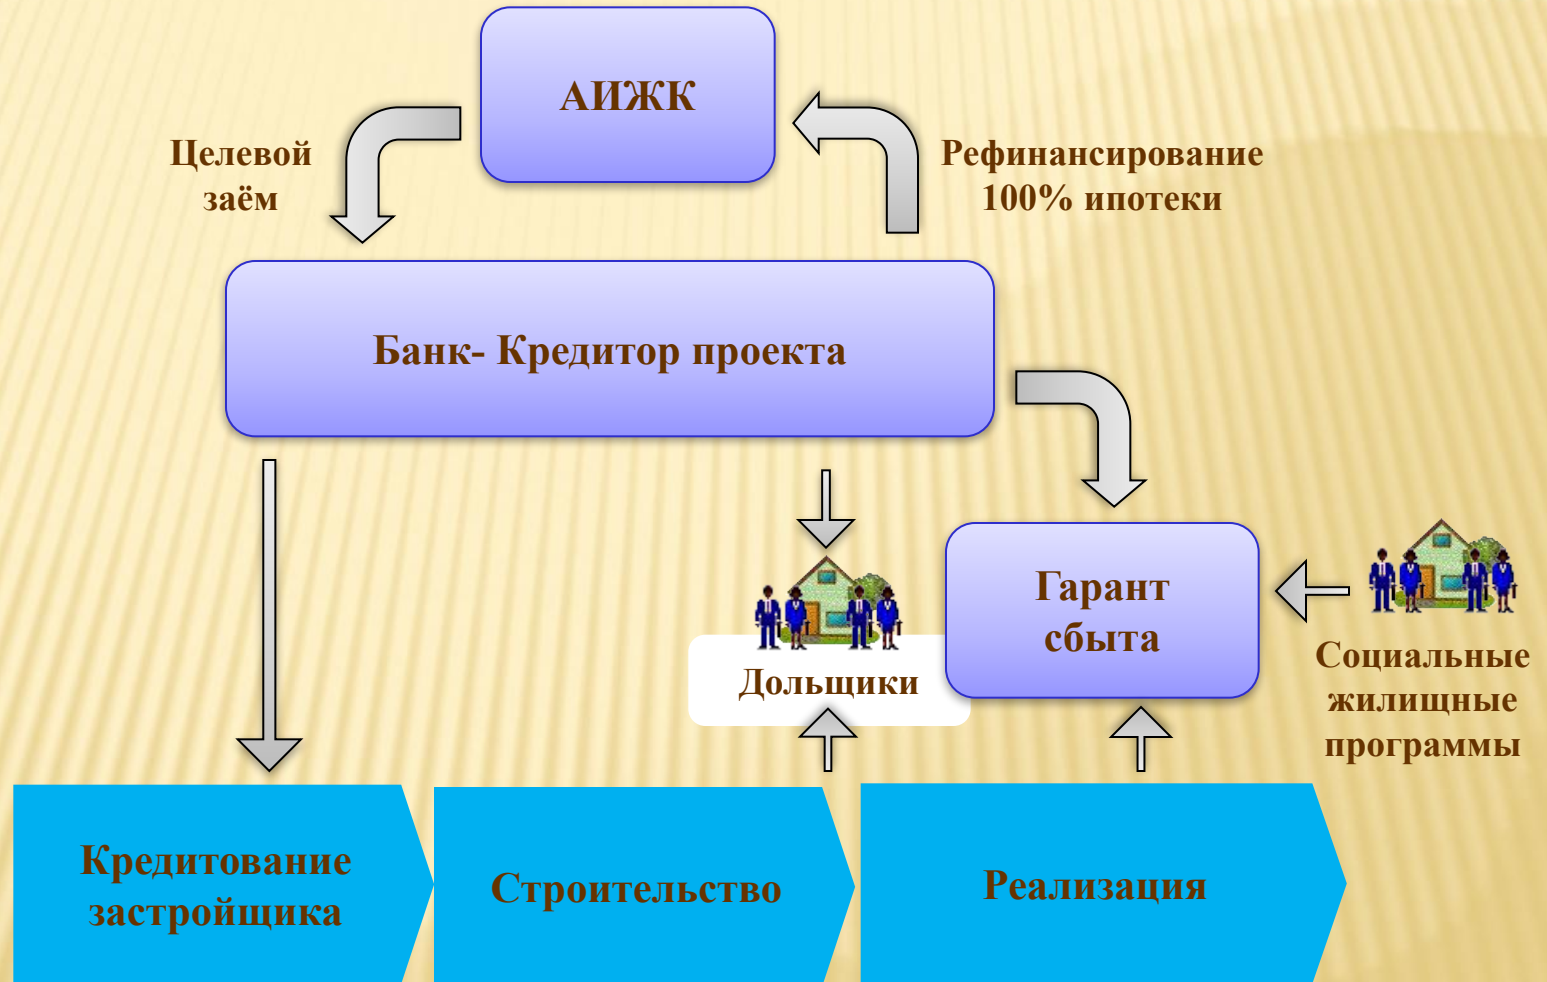 АИЖК
Целевой
заём
Рефинансирование
100% ипотеки
Банк- Кредитор проекта
Гарант
сбыта
Дольщики
Социальные
жилищные
программы
Кредитование
застройщика
Строительство
Реализация